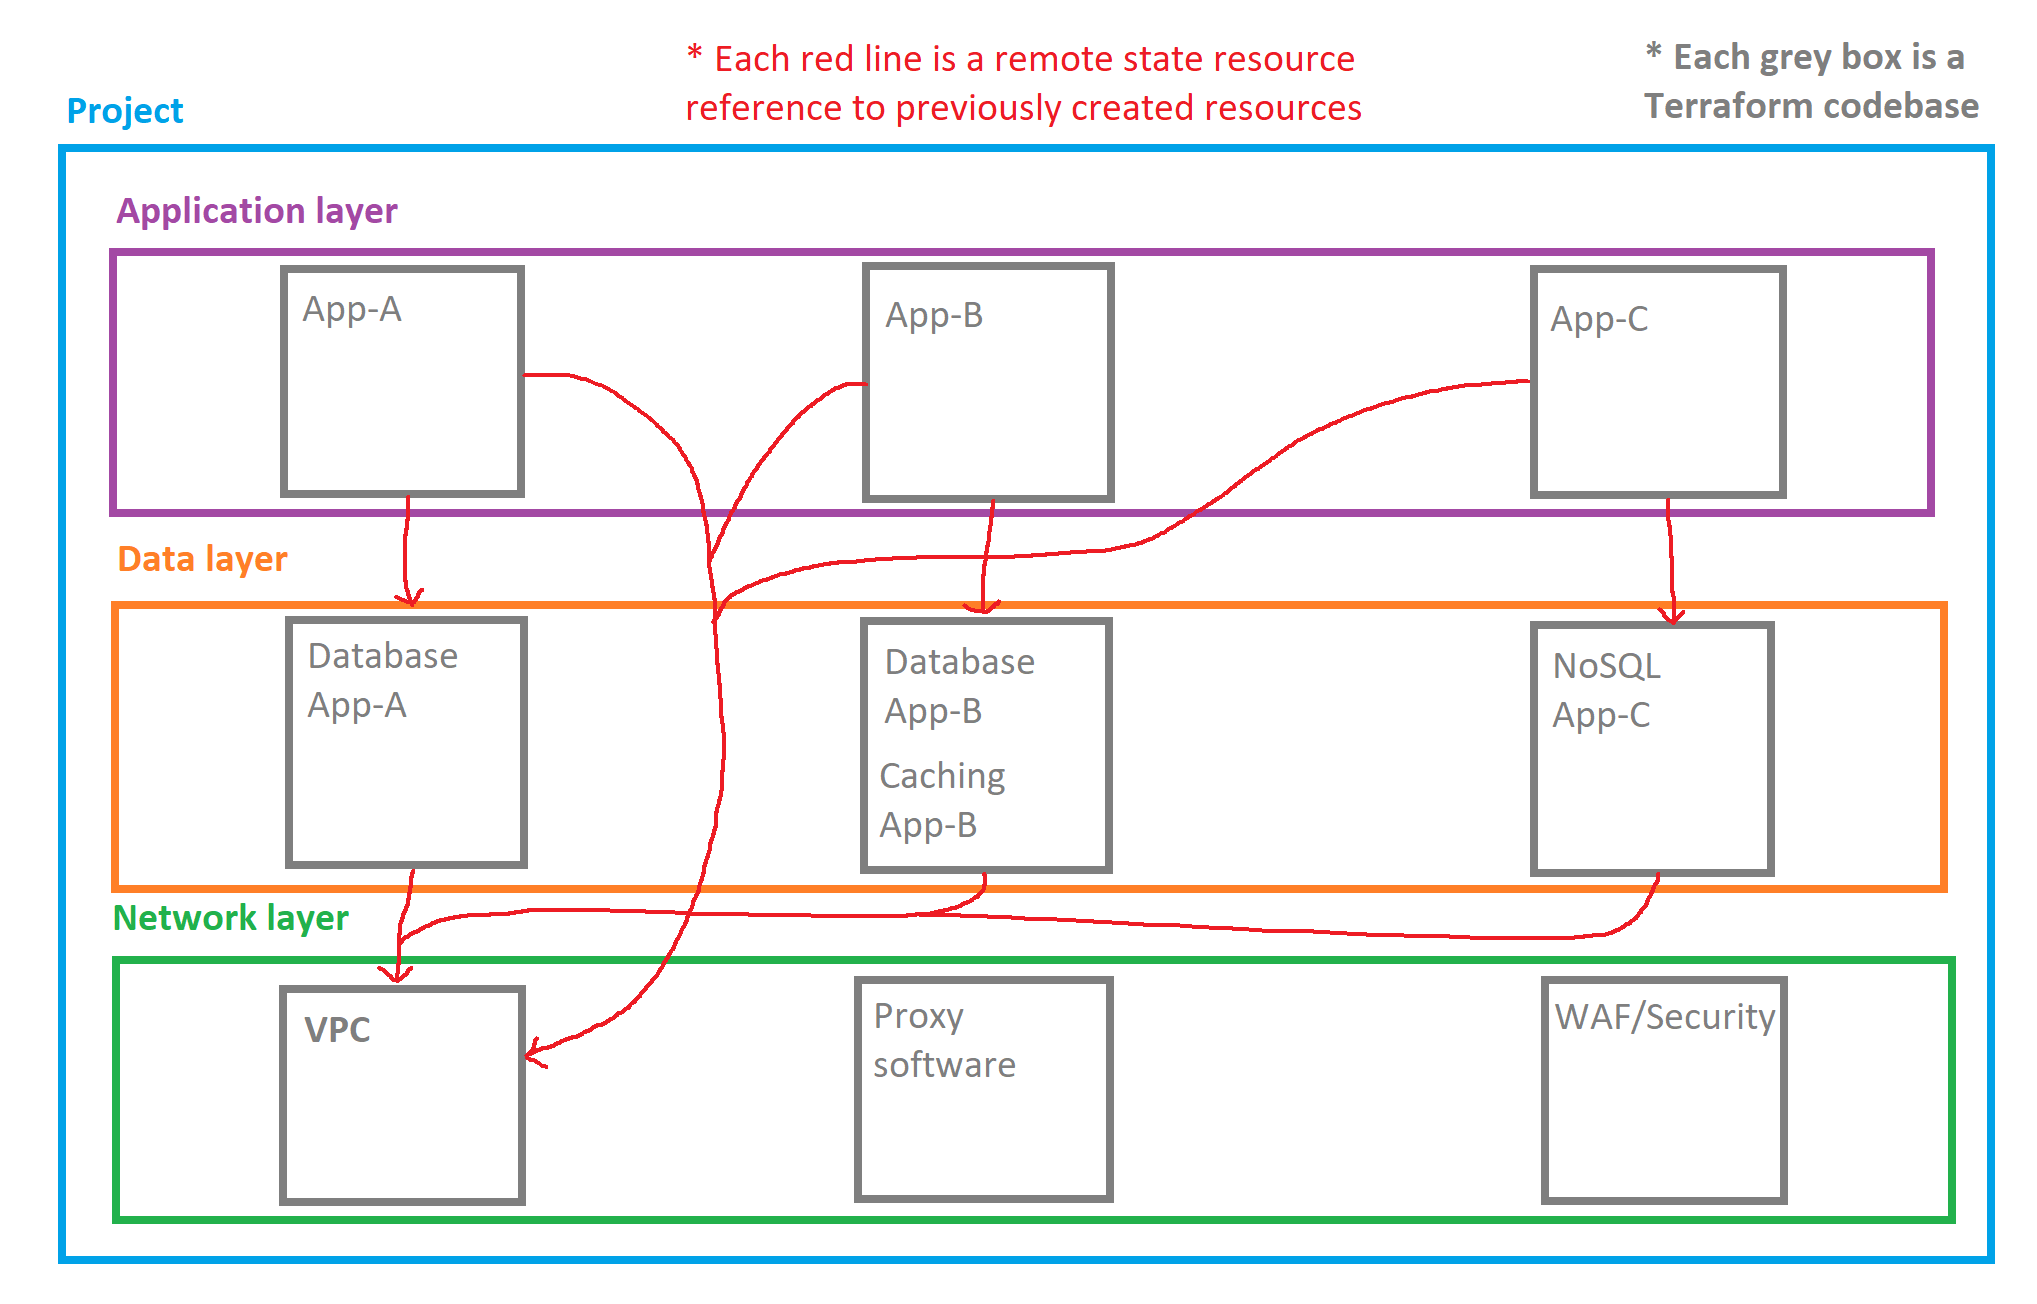 * Each red line is a remote state resource
reference to previously created resources
* Each grey box is a
Terraform codebase
Project
Application layer
App-A
App-B
App-C
Data layer
Database
App-A
Database
App-B
Caching
App-B
NoSQL
App-C
Network layer
VPC
Proxy
software
WAF/Security